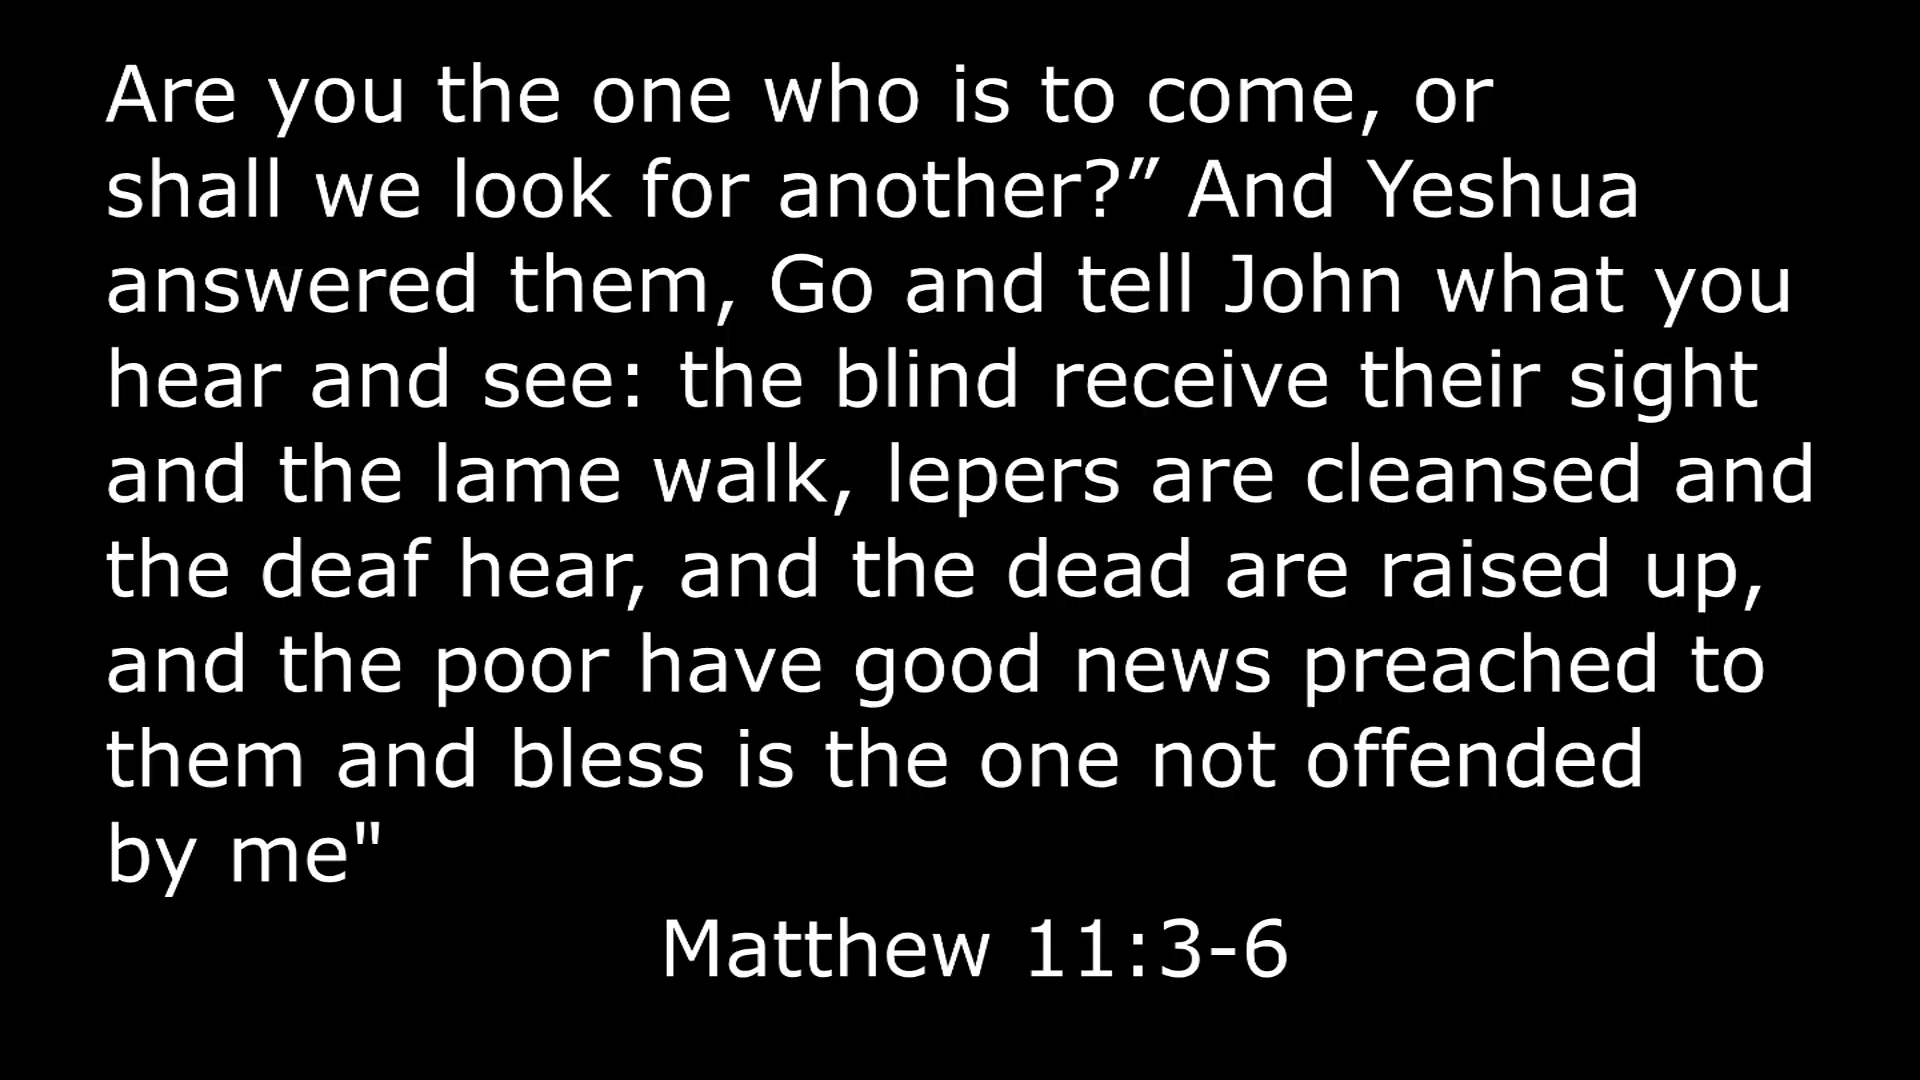 Are you the one who is to come, or
shall we look for another?” And Yeshua
answered them, Go and tell John what you
hear and see: the blind receive their sight
and the lame walk, lepers are cleansed and
the deaf hear, and the dead are raised up,
and the poor have good news preached to
them and bless is the one not offended
by me"
Matthew 11:3-6